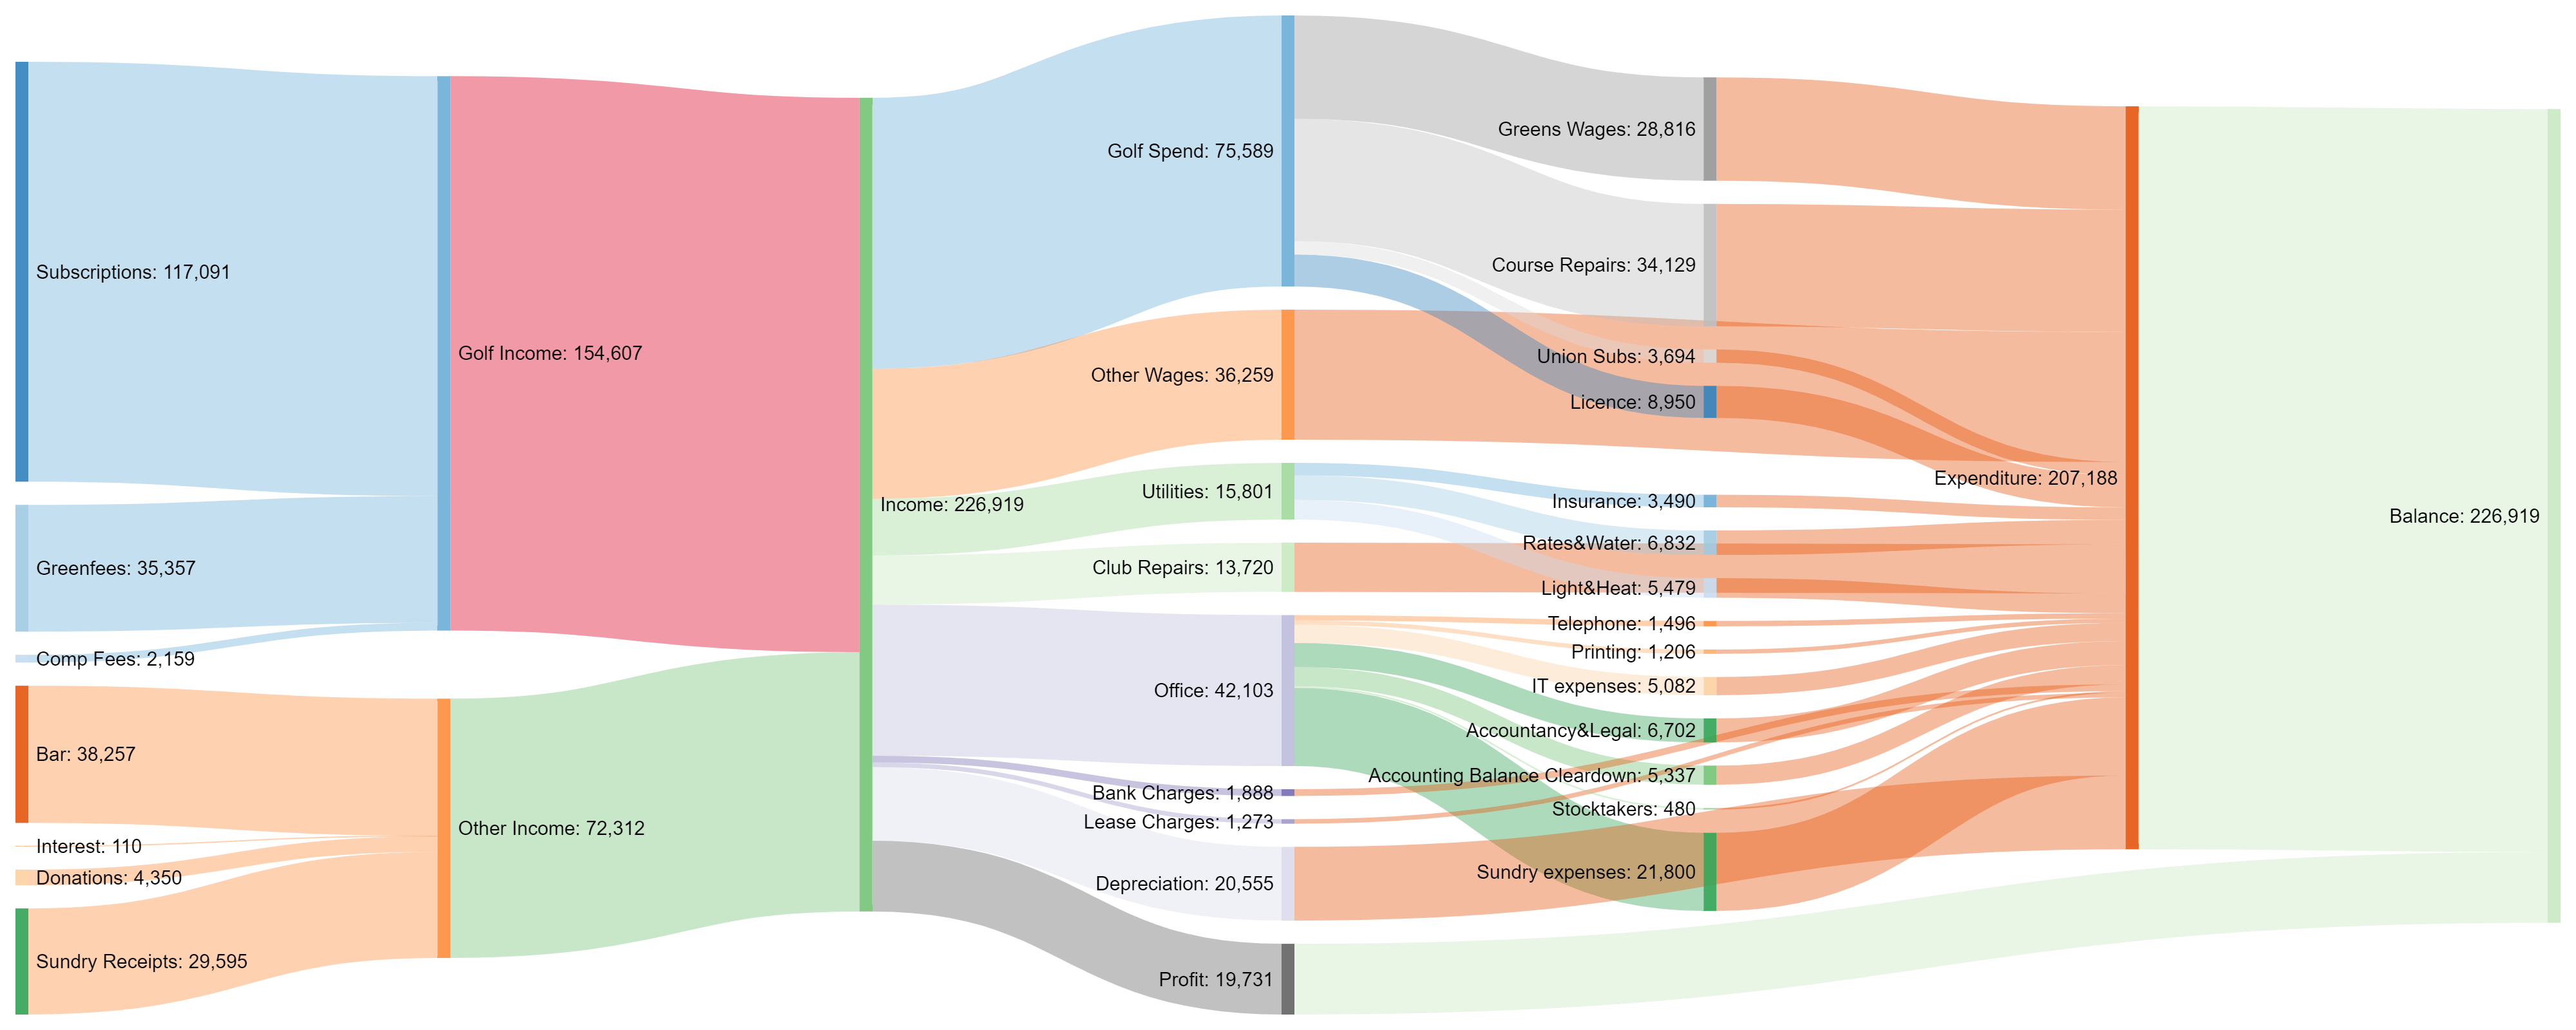 Subscriptions: 117,091
Greenfees: 35,357
Comp Fees: 2,159
Bar: 38,257
Interest: 110
Donations: 4,350
Sundry Receipts: 29,595
Golf Income: 154,607
Other Income: 72,312
Income: 226,919
Golf Spend: 75,589
Other Wages: 36,259
Utilities: 15,801
Club Repairs: 13,720
Office: 42,103
Bank Charges: 1,888
Lease Charges: 1,273
Depreciation: 20,555
Profit: 19,731
Greens Wages: 28,816
Course Repairs: 34,129
Union Subs: 3,694
Licence: 8,950
Insurance: 3,490
Rates&Water: 6,832
Light&Heat: 5,479
Telephone: 1,496
Printing: 1,206
IT expenses: 5,082
Accountancy&Legal: 6,702
Accounting Balance Cleardown: 5,337
Stocktakers: 480
Sundry expenses: 21,800
Expenditure: 207,188
Balance: 226,919